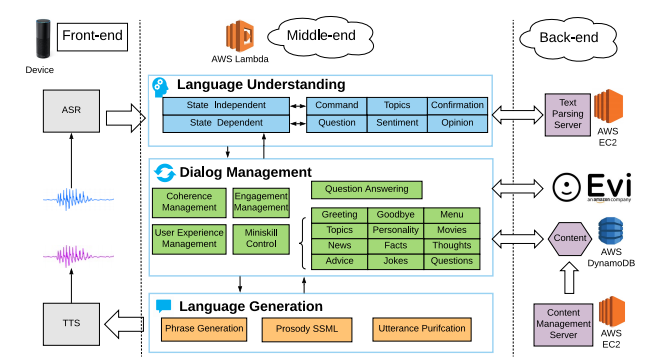 Front-end
Middle-end
Back-end
Device
AWS Lambda
Language Understanding
ASR
State Independent
Command
Topics
Confirmation
State Dependent
Question
Sentiment
Opinion
Text
Parsing
Server
AWS
EC2
Dialog Management
Question Answering
Coherence
Management
Engagement
Management
User Experience
Management
Miniskill
Control
Greeting
Goodbye
Menu
Topics
Personality
Movies
News
Facts
Thoughts
Advice
Jokes
Questions
Evi
an amazon company
Content
AWS
DynamoDB
Language Generation
TTS
Phrase Generation
Prosody SSML
Utterance Purifcation
Content
Management
Server
AWS
EC2